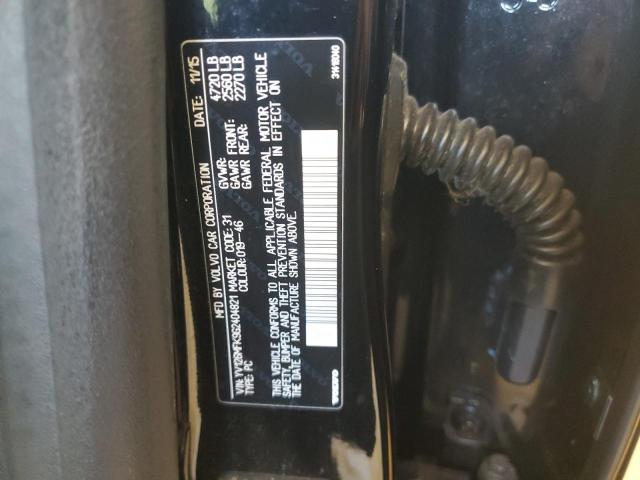 MFD BY VOLVO CAR CORPORATION DATE: 11/15
GVWR: 4720 LB
GAWR FRONT: 2560 LB
GAWR REAR: 2270 LB
VIN: YV126MFK3G2404821 MARKET CODE: 31
TYPE: PC COLOUR: 019-46
THIS VEHICLE CONFORMS TO ALL APPLICABLE FEDERAL MOTOR VEHICLE
SAFETY, BUMPER AND THEFT PREVENTION STANDARDS IN EFFECT ON
THE DATE OF MANUFACTURE SHOWN ABOVE.
VOLVO